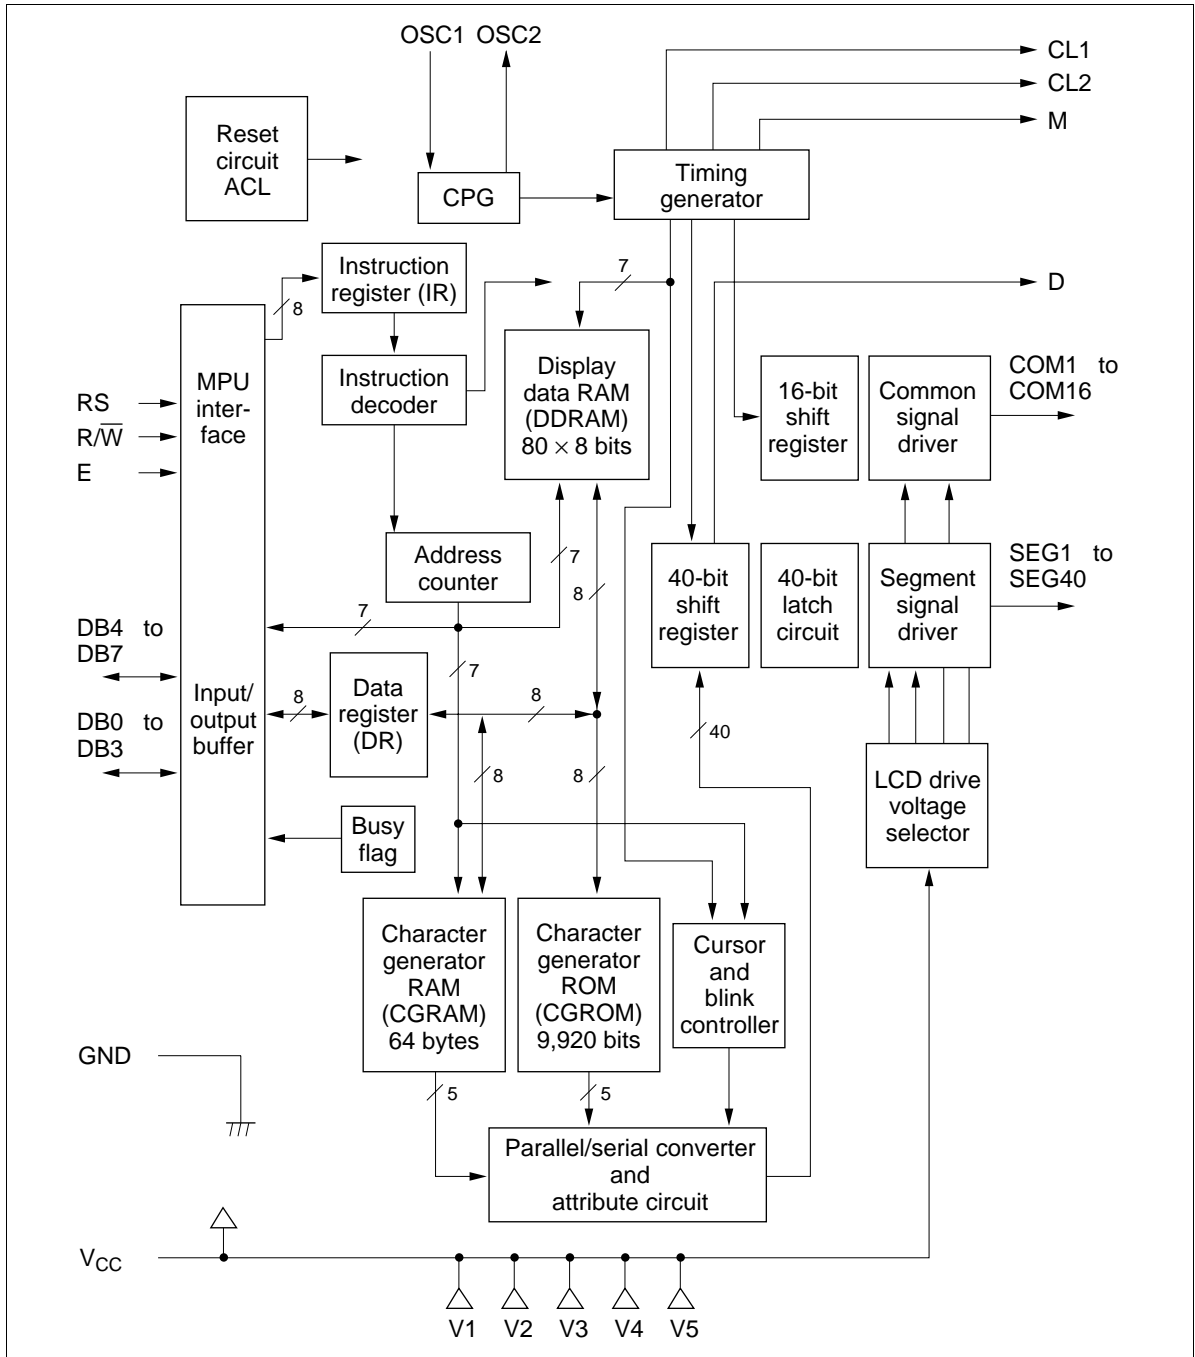 OSC1 OSC2
CL1
CL2
M
Reset
circuit
ACL
CPG
Timing
generator
Instruction
register (IR)
8
7
D
MPU
inter-
face
Instruction
decoder
Display
data RAM
(DDRAM)
80 × 8 bits
16-bit
shift
register
Common
signal
driver
COM1 to
COM16
RS
R/W̅
E
Address
counter
7
8
40-bit
shift
register
40-bit
latch
circuit
Segment
signal
driver
SEG1 to
SEG40
DB4 to
DB7
7
7
Input/
output
buffer
8
Data
register
(DR)
8
DB0 to
DB3
8
8
40
LCD drive
voltage
selector
Busy
flag
Character
generator
RAM
(CGRAM)
64 bytes
Character
generator
ROM
(CGROM)
9,920 bits
Cursor
and
blink
controller
GND
5
5
Parallel/serial converter
and
attribute circuit
VCC
V1 V2 V3 V4 V5